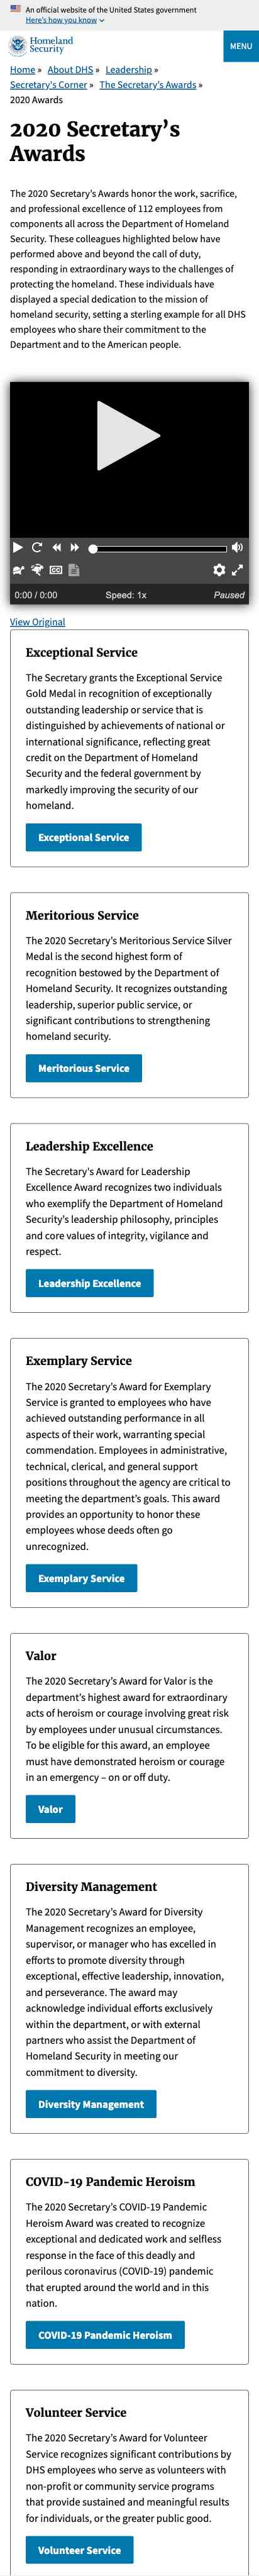 An official website of the United States government
Here's how you know
Homeland
Security
MENU
Home » About DHS » Leadership »
Secretary's Corner » The Secretary's Awards »
2020 Awards
2020 Secretary's
Awards
The 2020 Secretary's Awards honor the work, sacrifice,
and professional excellence of 112 employees from
components all across the Department of Homeland
Security. These colleagues highlighted below have
performed above and beyond the call of duty,
responding in extraordinary ways to the challenges of
protecting the homeland. These individuals have
displayed a special dedication to the mission of
homeland security, setting a sterling example for all DHS
employees who share their commitment to the
Department and to the American people.
0:00 / 0:00 Speed: 1x Paused
View Original
Exceptional Service
The Secretary grants the Exceptional Service
Gold Medal in recognition of exceptionally
outstanding leadership or service that is
distinguished by achievements of national or
international significance, reflecting great
credit on the Department of Homeland
Security and the federal government by
markedly improving the security of our
homeland.
Exceptional Service
Meritorious Service
The 2020 Secretary's Meritorious Service Silver
Medal is the second highest form of
recognition bestowed by the Department of
Homeland Security. It recognizes outstanding
leadership, superior public service, or
significant contributions to strengthening
homeland security.
Meritorious Service
Leadership Excellence
The Secretary's Award for Leadership
Excellence Award recognizes two individuals
who exemplify the Department of Homeland
Security's leadership philosophy, principles
and core values of integrity, vigilance and
respect.
Leadership Excellence
Exemplary Service
The 2020 Secretary's Award for Exemplary
Service is granted to employees who have
achieved outstanding performance in all
aspects of their work, warranting special
commendation. Employees in administrative,
technical, clerical, and general support
positions throughout the agency are critical to
meeting the department's goals. This award
provides an opportunity to honor these
employees whose deeds often go
unrecognized.
Exemplary Service
Valor
The 2020 Secretary's Award for Valor is the
department's highest award for extraordinary
acts of heroism or courage involving great risk
by employees under unusual circumstances.
To be eligible for this award, an employee
must have demonstrated heroism or courage
in an emergency – on or off duty.
Valor
Diversity Management
The 2020 Secretary's Award for Diversity
Management recognizes an employee,
supervisor, or manager who has excelled in
efforts to promote diversity through
exceptional, effective leadership, innovation,
and perseverance. The award may
acknowledge individual efforts exclusively
within the department, or with external
partners who assist the Department of
Homeland Security in meeting our
commitment to diversity.
Diversity Management
COVID-19 Pandemic Heroism
The 2020 Secretary's COVID-19 Pandemic
Heroism Award was created to recognize
exceptional and dedicated work and selfless
response in the face of this deadly and
perilous coronavirus (COVID-19) pandemic
that erupted around the world and in this
nation.
COVID-19 Pandemic Heroism
Volunteer Service
The 2020 Secretary's Award for Volunteer
Service recognizes significant contributions by
DHS employees who serve as volunteers with
non-profit or community service programs
that provide sustained and meaningful results
for individuals, or the greater public good.
Volunteer Service